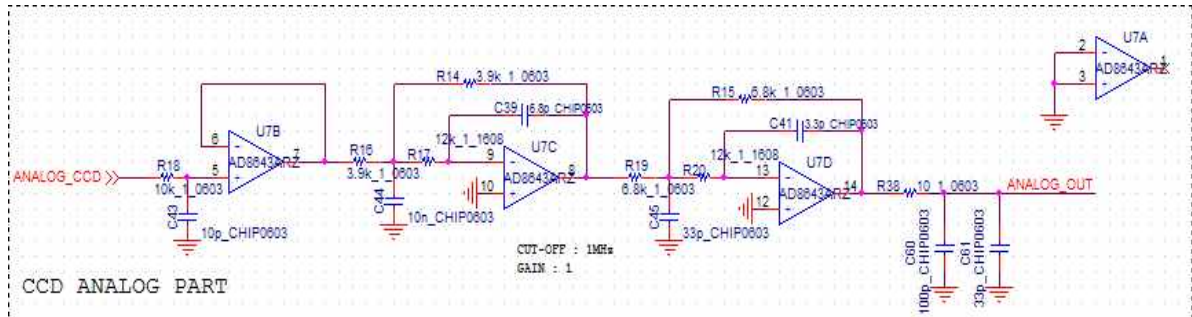 U7A
2
3
1
AD8643ARZ
R14
3.9k_1_0603
C39
6.8p_CHIP0603
R15
6.8k_1_0603
C41
3.3p_CHIP0603
U7B
6
5
7
AD8643ARZ
ANALOG_CCD
R18
10k_1_0603
C43
10p_CHIP0603
R16
3.9k_1_0603
R17
12k_1_1608
C44
10n_CHIP0603
U7C
9
10
8
AD8643ARZ
R19
6.8k_1_0603
R20
12k_1_1608
C45
33p_CHIP0603
U7D
13
12
14
AD8643ARZ
R38
10_1_0603
ANALOG_OUT
C60
100p_CHIP0603
C61
33p_CHIP0603
CUT-OFF : 1MHz
GAIN : 1
CCD ANALOG PART